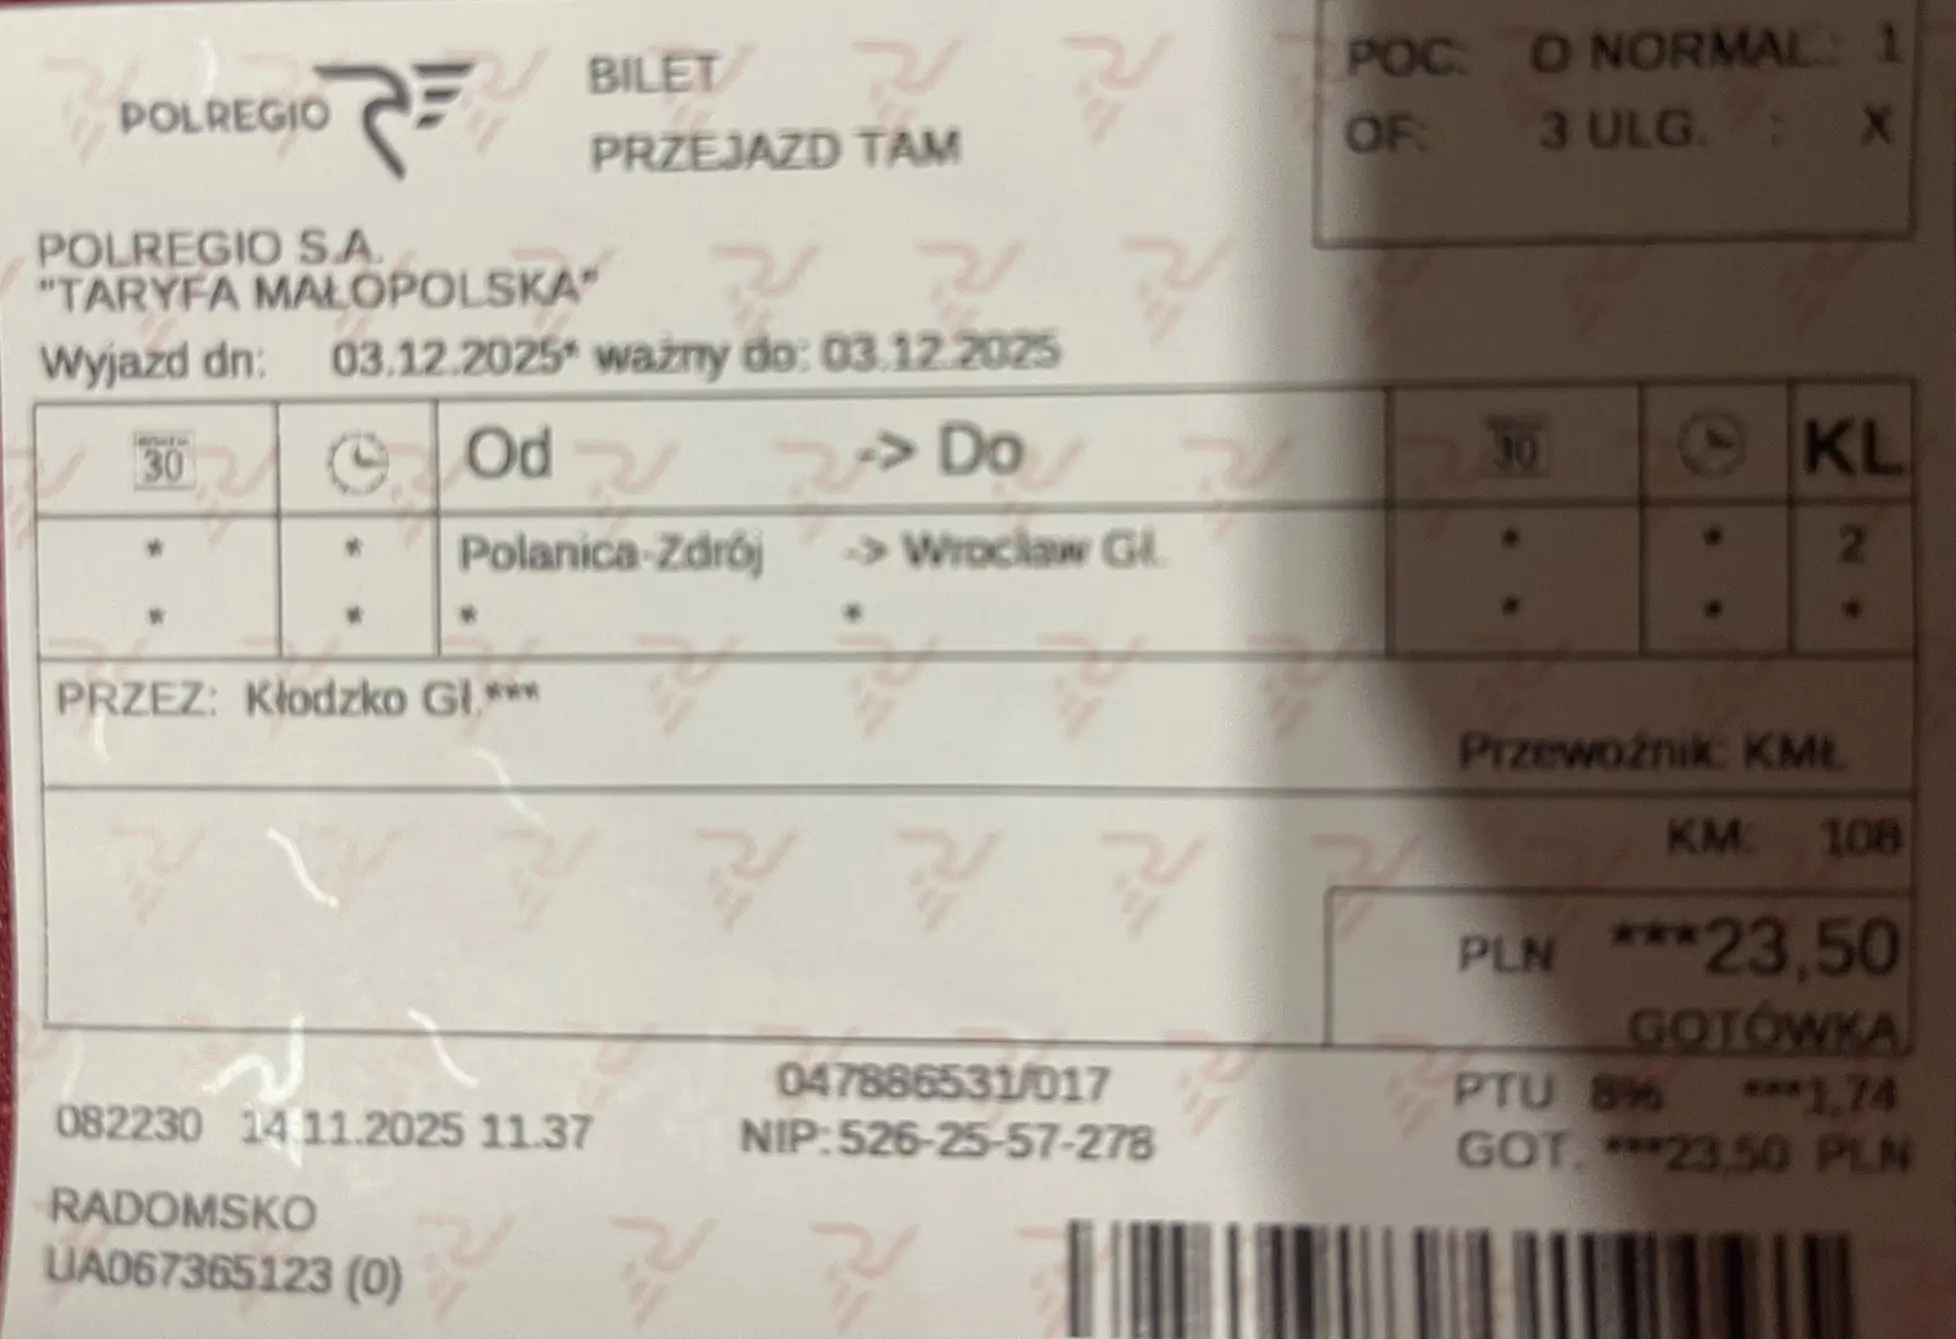 POLREGIO
BILET
PRZEJAZD TAM
POC: O NORMAL.: 1
OF: 3 ULG. : X
POLREGIO S.A.
"TARYFA MAŁOPOLSKA"
Wyjazd dn: 03.12.2025* ważny do: 03.12.2025
30 Od -> Do 30 KL
* * Polanica-Zdrój -> Wrocław Gł. * * 2
* * * * * * *
PRZEZ: Kłodzko Gł.***
Przewoźnik: KMŁ
KM: 108
PLN ***23,50
GOTÓWKA
047886531/017
PTU 8% ***1,74
082230 14.11.2025 11.37
NIP: 526-25-57-278
GOT. ***23,50 PLN
RADOMSKO
UA067365123 (0)